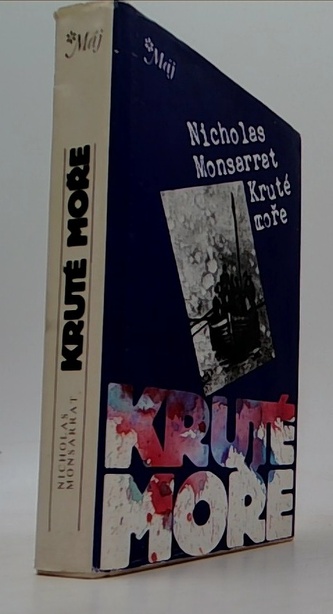 *Máj
KRUTÉ MOŘE
NICHOLAS
MONSARRAT
*Máj
Nicholas
Monsarrat
Kruté
moře
KRUTÉ
MOŘE